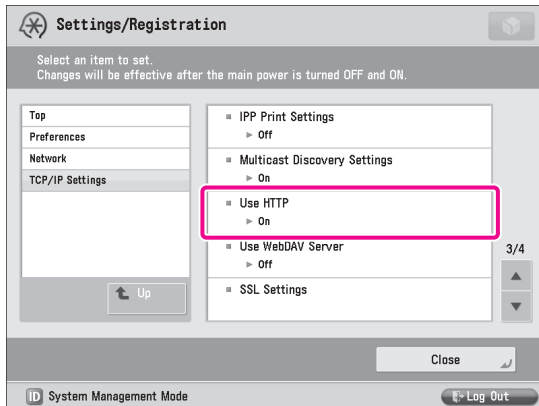 Settings/Registration
Select an item to set.
Changes will be effective after the main power is turned OFF and ON.
Top
Preferences
Network
TCP/IP Settings
Up
IPP Print Settings
Off
Multicast Discovery Settings
On
Use HTTP
On
Use WebDAV Server
Off
SSL Settings
3/4
Close
ID System Management Mode
Log Out